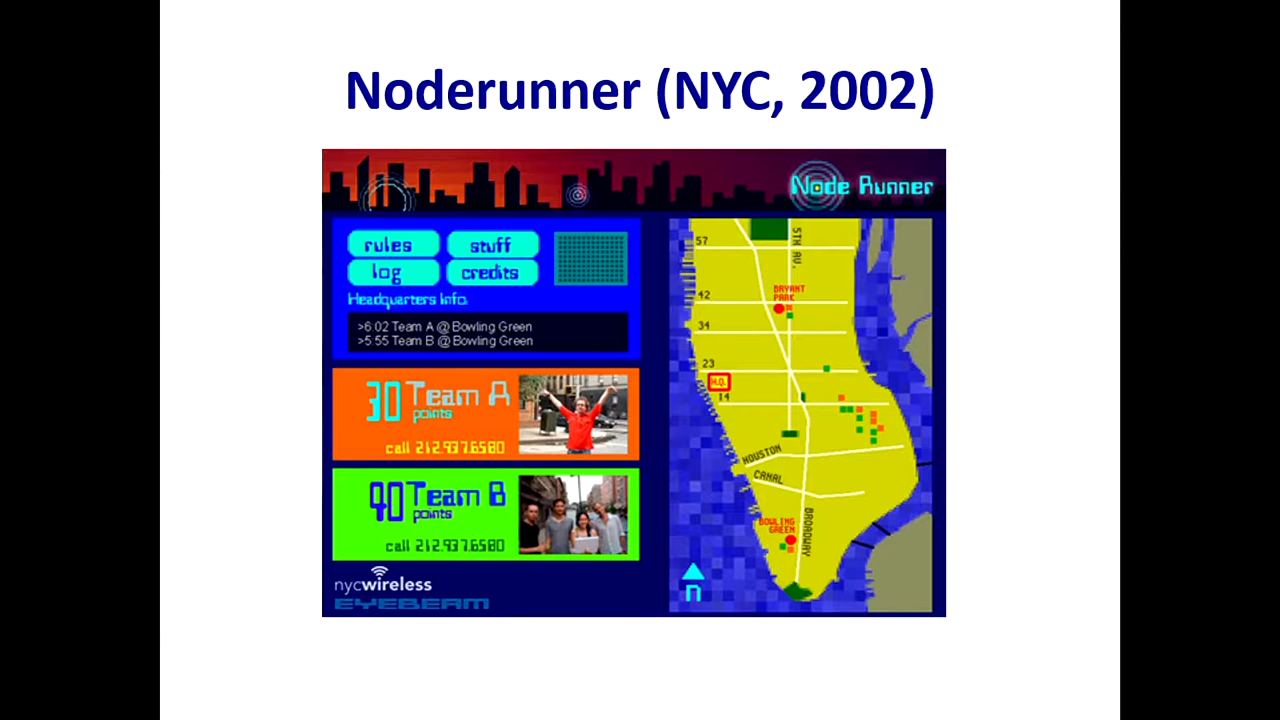 Noderunner (NYC, 2002)
Node Runner
rules
stuff
log
credits
Headquarters Info:
>6:02 Team A @ Bowling Green
>5:55 Team B @ Bowling Green
30 Team A
points
call 212.937.6580
90 Team B
points
call 212.937.6580
nycwireless
EYEBEAM
57
5TH AV.
BRYANT
PARK
42
34
23
H.Q.
14
HOUSTON
CANAL
BOWLING
GREEN
BROADWAY
n